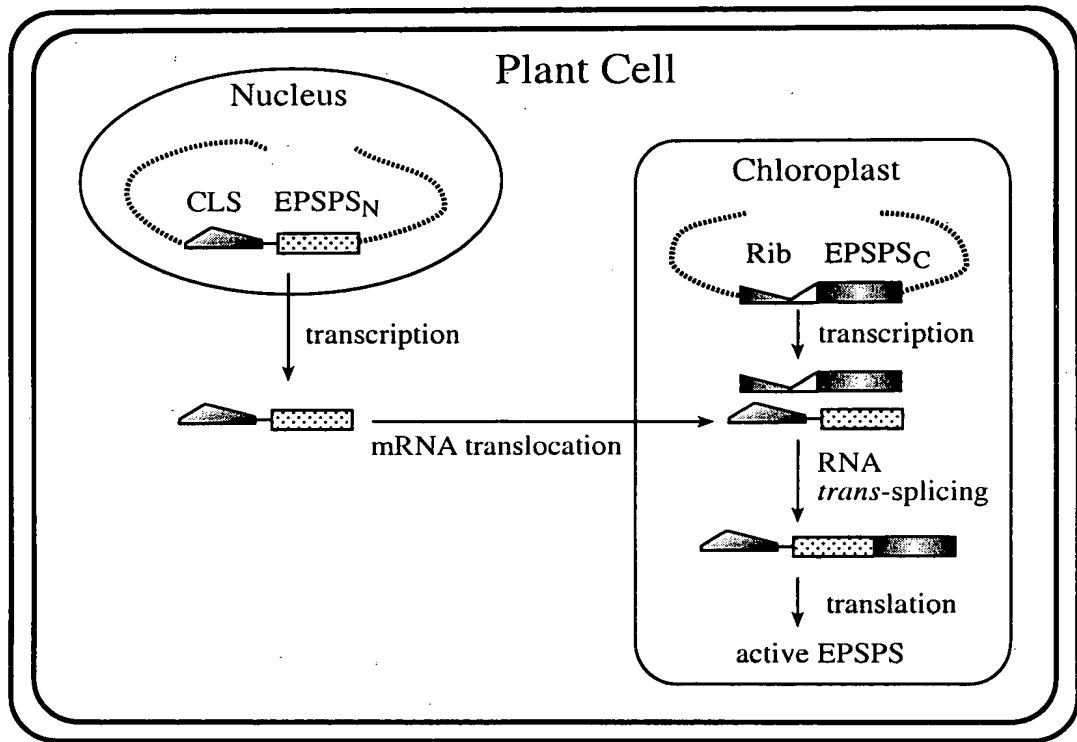 Plant Cell
Nucleus
CLS EPSPSN
transcription
mRNA translocation
Chloroplast
Rib EPSPSC
transcription
RNA
trans-splicing
translation
active EPSPS